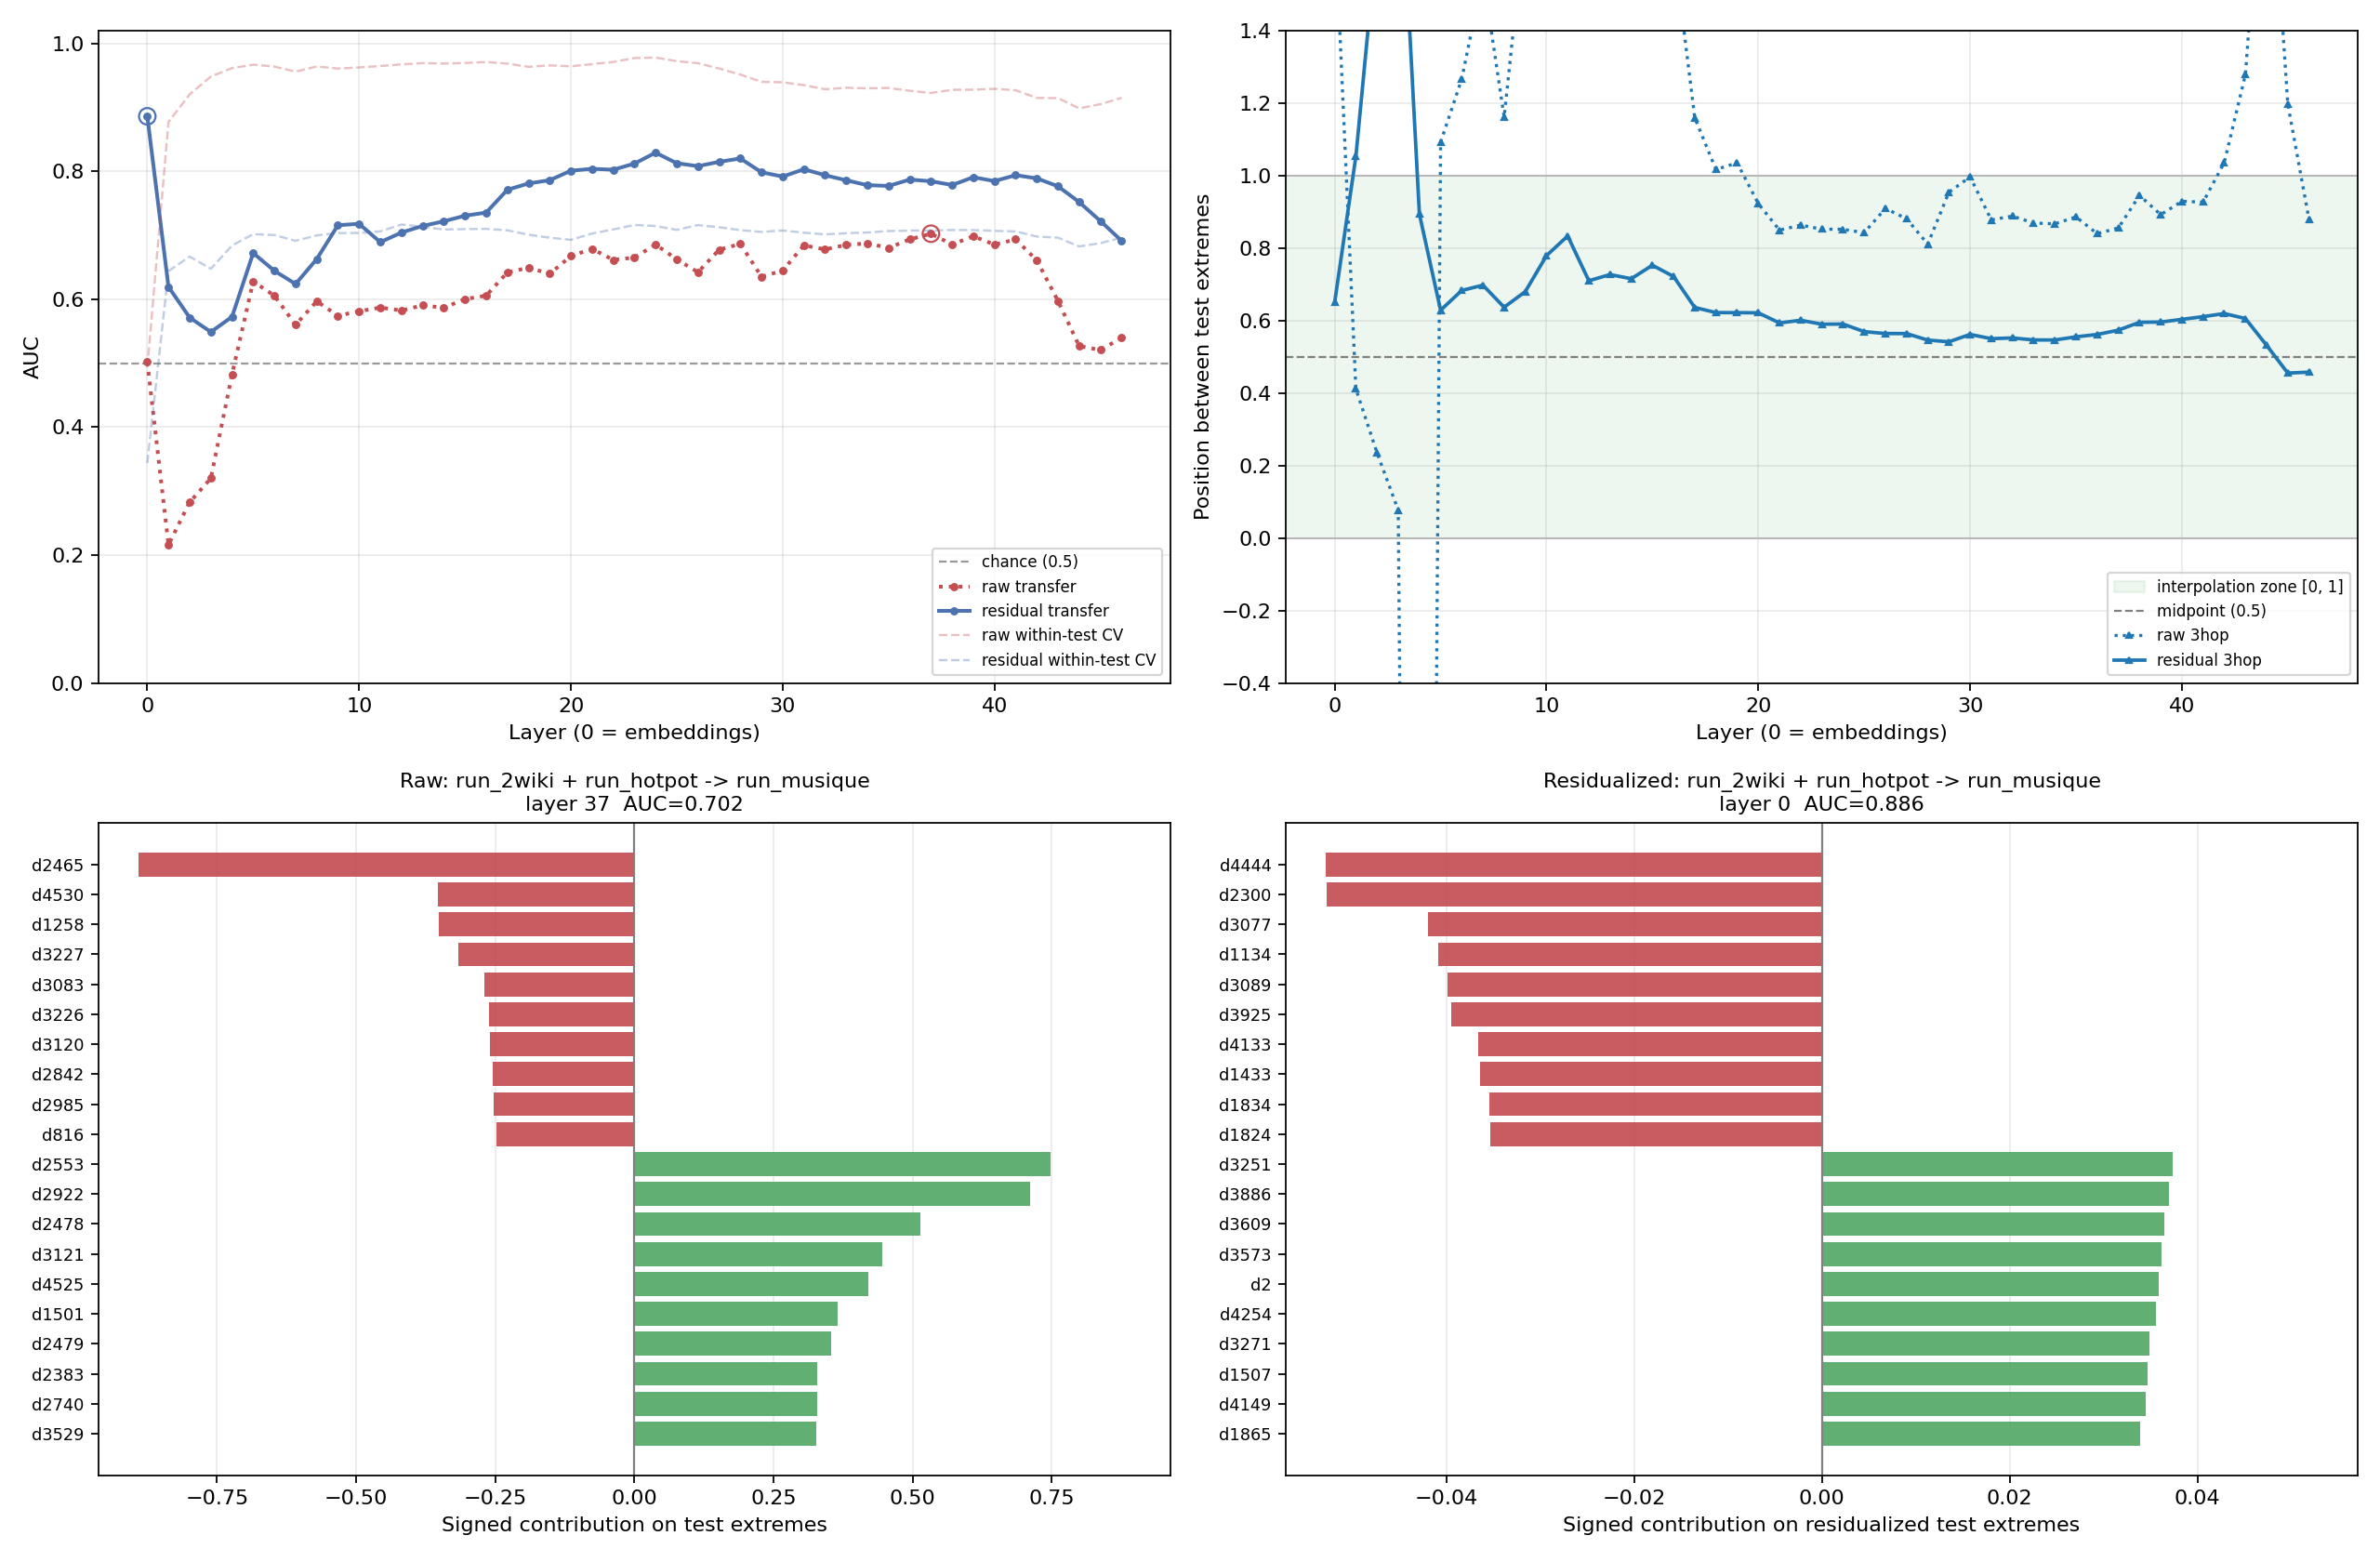 1.0
0.8
0.6
0.4
0.2
0.0
AUC
0
10
20
30
40
Layer (0 = embeddings)
chance (0.5)
raw transfer
residual transfer
raw within-test CV
residual within-test CV
1.4
1.2
1.0
0.8
0.6
0.4
0.2
0.0
−0.2
−0.4
Position between test extremes
0
10
20
30
40
Layer (0 = embeddings)
interpolation zone [0, 1]
midpoint (0.5)
raw 3hop
residual 3hop
Raw: run_2wiki + run_hotpot -> run_musique
layer 37  AUC=0.702
d2465
d4530
d1258
d3227
d3083
d3226
d3120
d2842
d2985
d816
d2553
d2922
d2478
d3121
d4525
d1501
d2479
d2383
d2740
d3529
−0.75
−0.50
−0.25
0.00
0.25
0.50
0.75
Signed contribution on test extremes
Residualized: run_2wiki + run_hotpot -> run_musique
layer 0  AUC=0.886
d4444
d2300
d3077
d1134
d3089
d3925
d4133
d1433
d1834
d1824
d3251
d3886
d3609
d3573
d2
d4254
d3271
d1507
d4149
d1865
−0.04
−0.02
0.00
0.02
0.04
Signed contribution on residualized test extremes